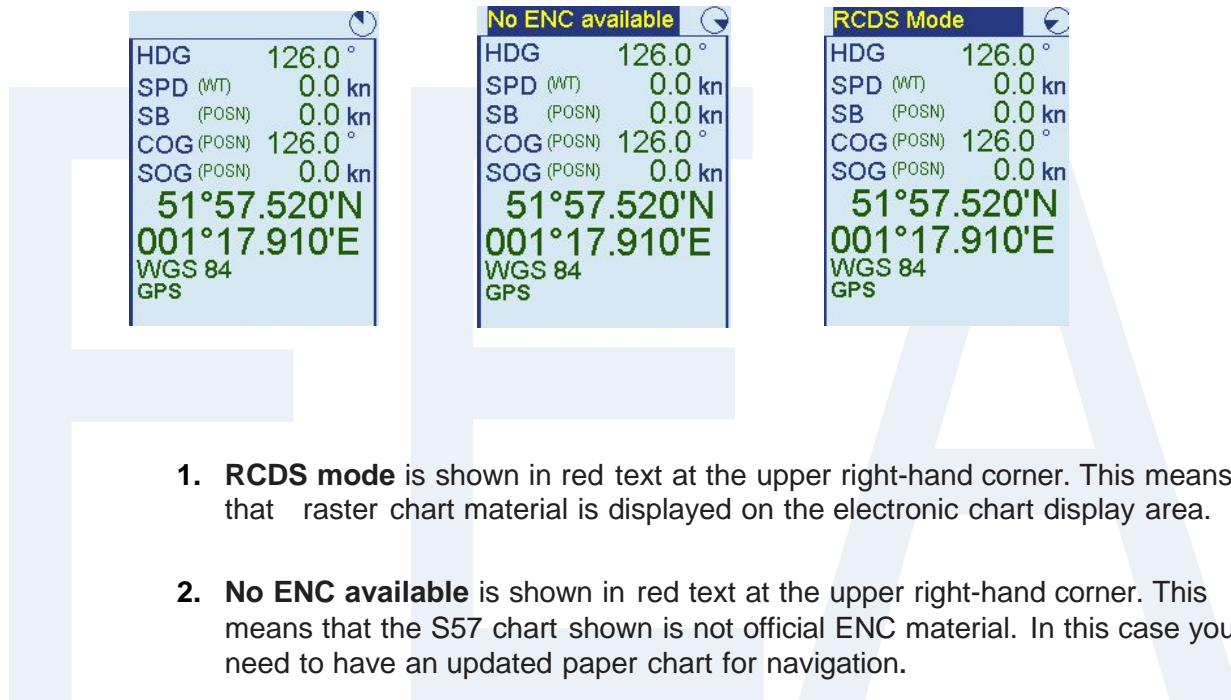 HDG 126.0 °
SPD (WT) 0.0 kn
SB (POSN) 0.0 kn
COG (POSN) 126.0 °
SOG (POSN) 0.0 kn
51°57.520'N
001°17.910'E
WGS 84
GPS
No ENC available
HDG 126.0 °
SPD (WT) 0.0 kn
SB (POSN) 0.0 kn
COG (POSN) 126.0 °
SOG (POSN) 0.0 kn
51°57.520'N
001°17.910'E
WGS 84
GPS
RCDS Mode
HDG 126.0 °
SPD (WT) 0.0 kn
SB (POSN) 0.0 kn
COG (POSN) 126.0 °
SOG (POSN) 0.0 kn
51°57.520'N
001°17.910'E
WGS 84
GPS
1. RCDS mode is shown in red text at the upper right-hand corner. This means
that raster chart material is displayed on the electronic chart display area.
2. No ENC available is shown in red text at the upper right-hand corner. This
means that the S57 chart shown is not official ENC material. In this case you
need to have an updated paper chart for navigation.